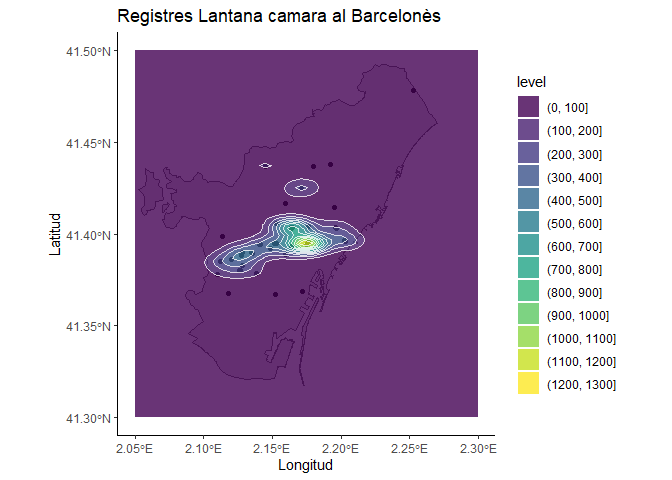 Registres Lantana camara al Barcelonès
level
41.50°N
41.45°N
41.40°N
41.35°N
41.30°N
Latitud
2.05°E 2.10°E 2.15°E 2.20°E 2.25°E 2.30°E
Longitud
(0, 100]
(100, 200]
(200, 300]
(300, 400]
(400, 500]
(500, 600]
(600, 700]
(700, 800]
(800, 900]
(900, 1000]
(1000, 1100]
(1100, 1200]
(1200, 1300]